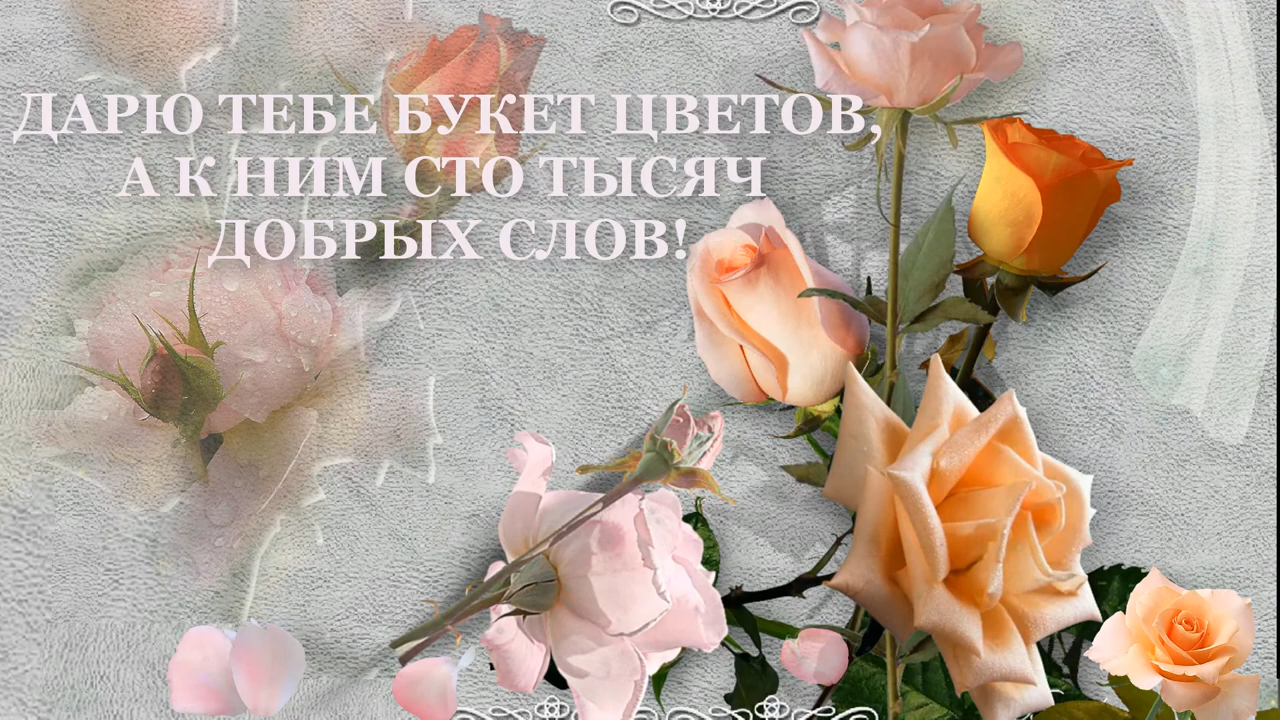 ДАРЮ ТЕБЕ БУКЕТ ЦВЕТОВ,
А К НИМ СТО ТЫСЯЧ
ДОБРЫХ СЛОВ!